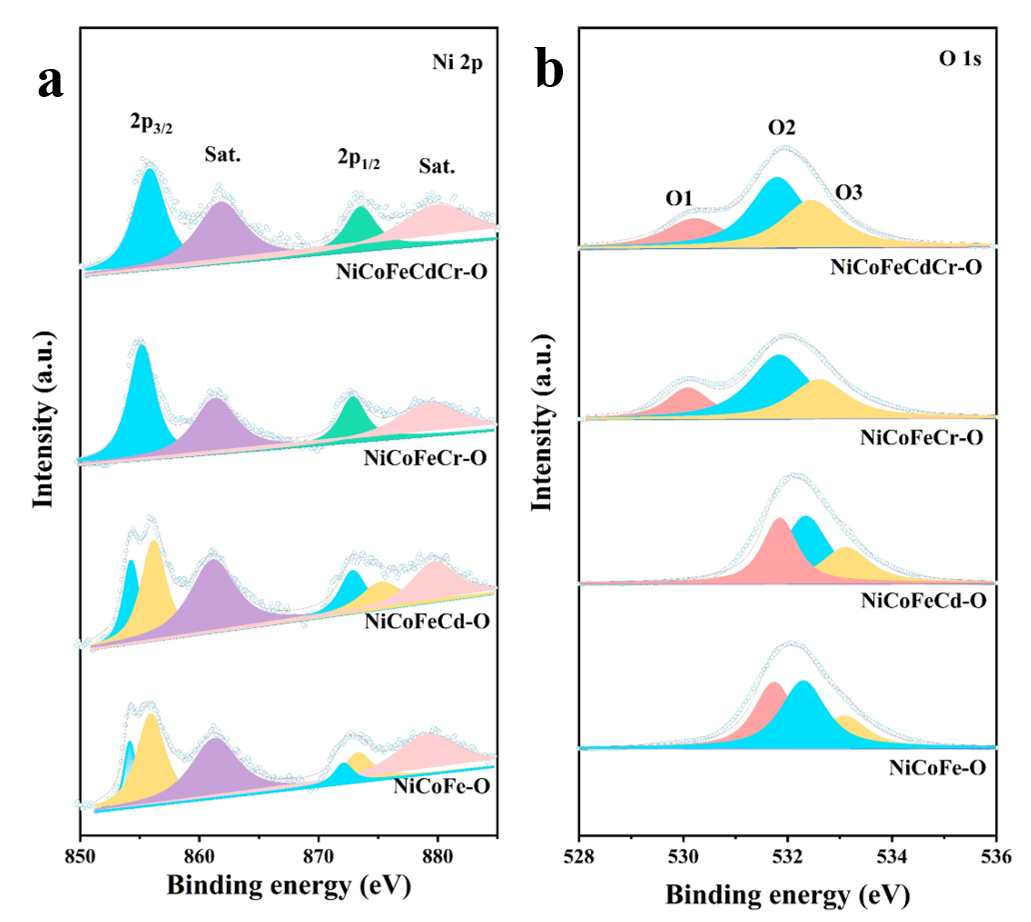 a
Ni 2p
2p3/2
Sat.
2p1/2
Sat.
NiCoFeCdCr-O
NiCoFeCr-O
NiCoFeCd-O
NiCoFe-O
Intensity (a.u.)
850 860 870 880
Binding energy (eV)
b
O 1s
O2
O1
O3
NiCoFeCdCr-O
NiCoFeCr-O
NiCoFeCd-O
NiCoFe-O
Intensity (a.u.)
528 530 532 534 536
Binding energy (eV)